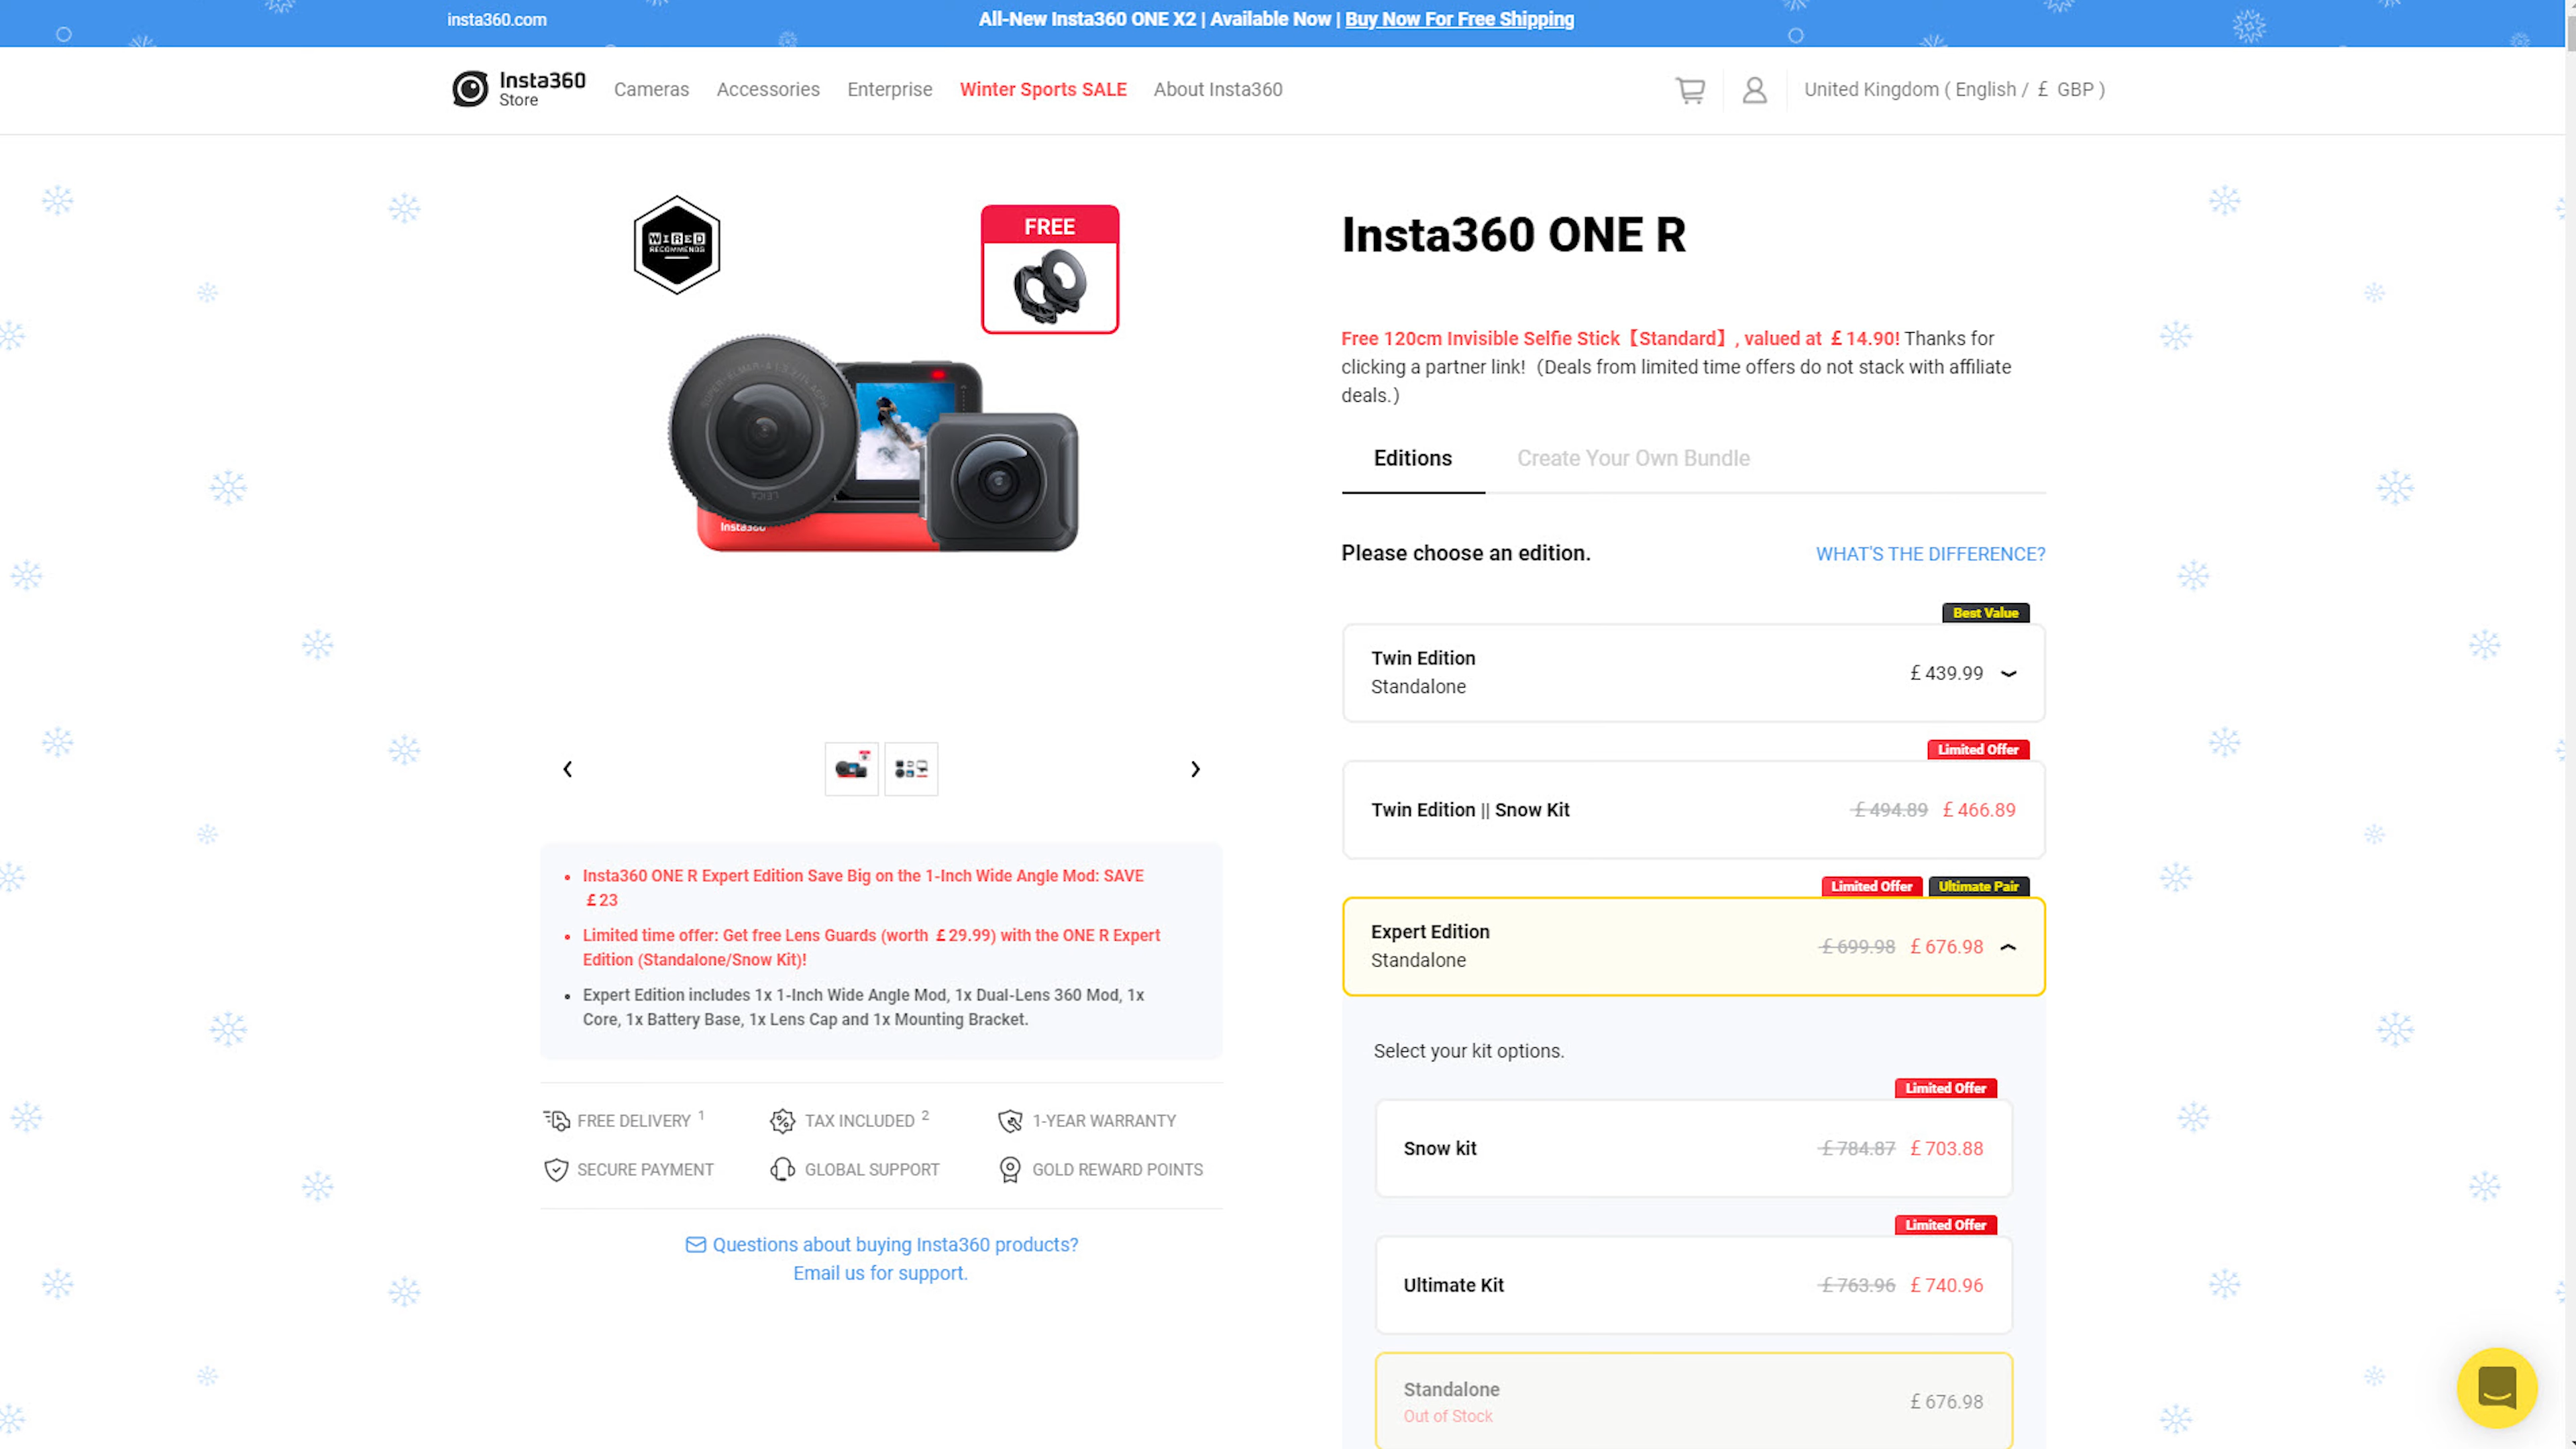 insta360.com
All-New Insta360 ONE X2 | Available Now | Buy Now For Free Shipping
Insta360
Store
Cameras
Accessories
Enterprise
Winter Sports SALE
About Insta360
United Kingdom ( English / £ GBP )
WIRED
RECOMMENDS
FREE
LEICA
Insta360
Insta360 ONE R
Free 120cm Invisible Selfie Stick【Standard】, valued at £14.90! Thanks for
clicking a partner link!（Deals from limited time offers do not stack with affiliate
deals.）
Editions
Create Your Own Bundle
Please choose an edition.
WHAT'S THE DIFFERENCE?
Best Value
Twin Edition
Standalone
£ 439.99
Limited Offer
Twin Edition || Snow Kit
£ 494.89 £ 466.89
Limited Offer
Ultimate Pair
Expert Edition
Standalone
£ 699.98 £ 676.98
Select your kit options.
Limited Offer
Snow kit
£ 784.87 £ 703.88
Limited Offer
Ultimate Kit
£ 763.96 £ 740.96
Standalone
Out of Stock
£ 676.98
• Insta360 ONE R Expert Edition Save Big on the 1-Inch Wide Angle Mod: SAVE
£23
• Limited time offer: Get free Lens Guards (worth £29.99) with the ONE R Expert
Edition (Standalone/Snow Kit)!
• Expert Edition includes 1x 1-Inch Wide Angle Mod, 1x Dual-Lens 360 Mod, 1x
Core, 1x Battery Base, 1x Lens Cap and 1x Mounting Bracket.
FREE DELIVERY 1
TAX INCLUDED 2
1-YEAR WARRANTY
SECURE PAYMENT
GLOBAL SUPPORT
GOLD REWARD POINTS
Questions about buying Insta360 products?
Email us for support.